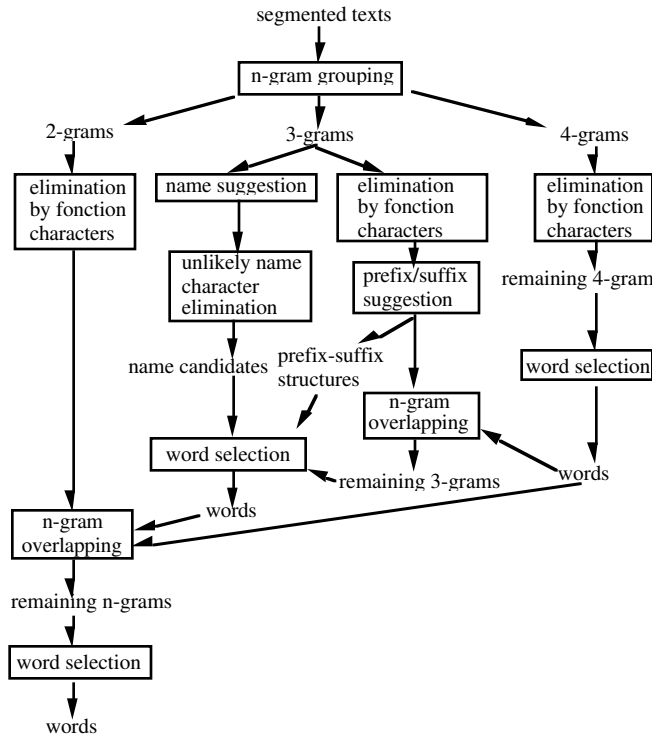 segmented texts
n-gram grouping
2-grams
3-grams
4-grams
elimination
by fonction
characters
name suggestion
elimination
by fonction
characters
elimination
by fonction
characters
unlikely name
character
elimination
prefix/suffix
suggestion
remaining 4-gram
name candidates
prefix-suffix
structures
word selection
n-gram
overlapping
word selection
remaining 3-grams
words
words
n-gram
overlapping
remaining n-grams
word selection
words